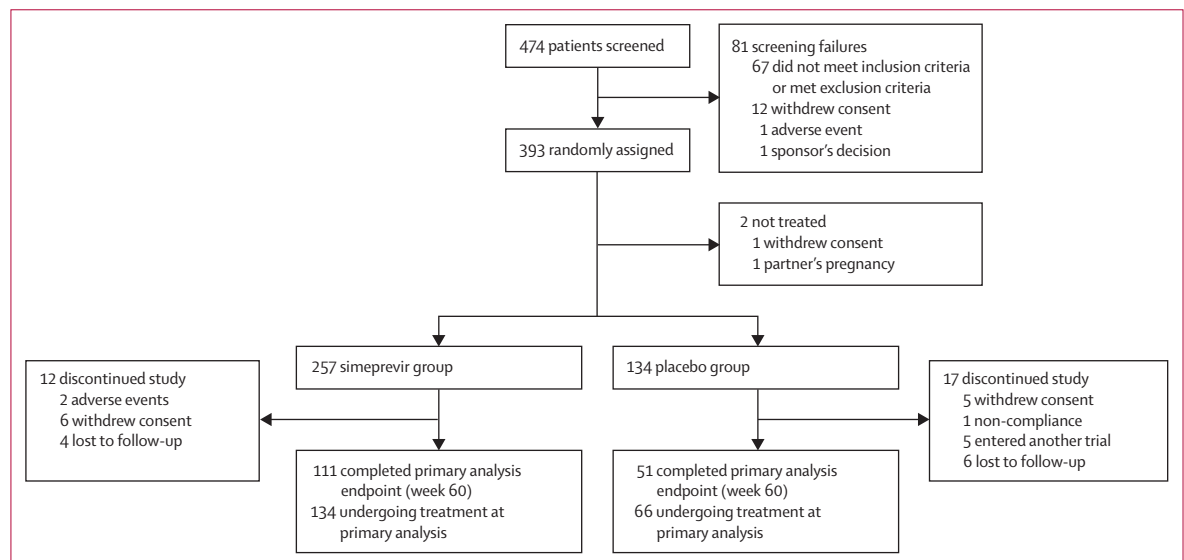 474 patients screened
81 screening failures
67 did not meet inclusion criteria
or met exclusion criteria
12 withdrew consent
1 adverse event
1 sponsor's decision
393 randomly assigned
2 not treated
1 withdrew consent
1 partner's pregnancy
257 simeprevir group
134 placebo group
12 discontinued study
2 adverse events
6 withdrew consent
4 lost to follow-up
17 discontinued study
5 withdrew consent
1 non-compliance
5 entered another trial
6 lost to follow-up
111 completed primary analysis
endpoint (week 60)
134 undergoing treatment at
primary analysis
51 completed primary analysis
endpoint (week 60)
66 undergoing treatment at
primary analysis